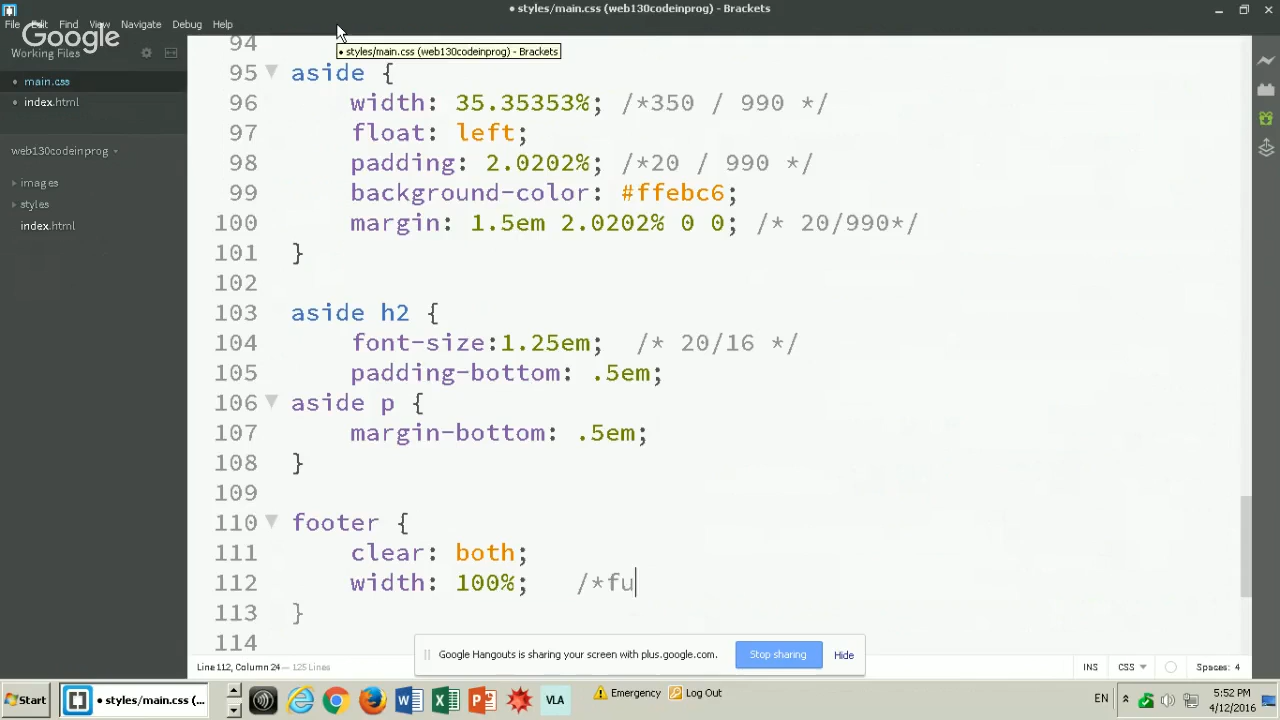 • styles/main.css (web130codeinprog) - Brackets
File Edit Find View Navigate Debug Help
Google
• styles/main.css (web130codeinprog) - Brackets
Working Files
main.css
index.html
web130codeinprog
images
styles
index.html
94
95 aside {
96 width: 35.35353%; /*350 / 990 */
97 float: left;
98 padding: 2.0202%; /*20 / 990 */
99 background-color: #ffebc6;
100 margin: 1.5em 2.0202% 0 0; /* 20/990*/
101 }
102
103 aside h2 {
104 font-size:1.25em; /* 20/16 */
105 padding-bottom: .5em;
106 aside p {
107 margin-bottom: .5em;
108 }
109
110 footer {
111 clear: both;
112 width: 100%; /*fu
113 }
114
Google Hangouts is sharing your screen with plus.google.com.
Stop sharing
Hide
Line 112, Column 24 — 125 Lines
INS CSS Spaces: 4
Start
• styles/main.css (...
VLA
Emergency
Log Out
EN
5:52 PM
4/12/2016